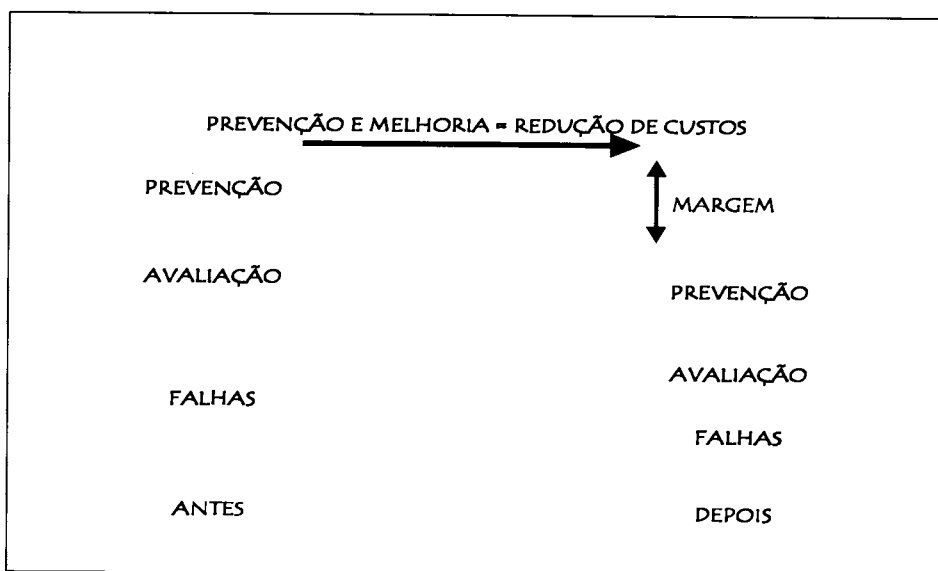 PREVENÇÃO E MELHORIA = REDUÇÃO DE CUSTOS
PREVENÇÃO
MARGEM
AVALIAÇÃO
PREVENÇÃO
AVALIAÇÃO
FALHAS
FALHAS
ANTES
DEPOIS